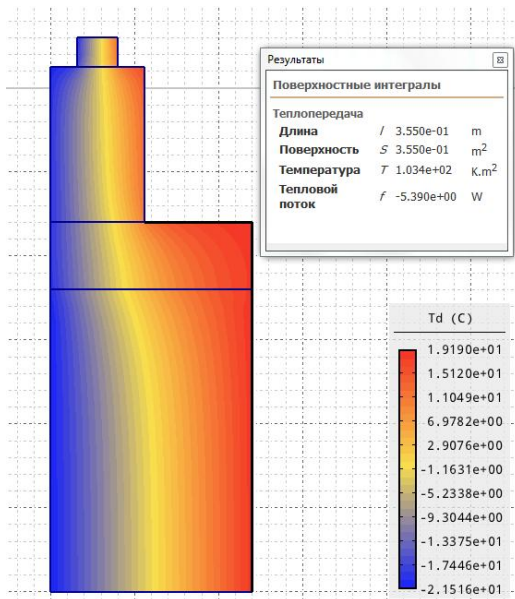 Результаты
Поверхностные интегралы
Теплопередача
Длина l 3.550e-01 m
Поверхность S 3.550e-01 m2
Температура T 1.034e+02 K.m2
Тепловой
поток f -5.390e+00 W
Td (C)
1.9190e+01
1.5120e+01
1.1049e+01
6.9782e+00
2.9076e+00
-1.1631e+00
-5.2338e+00
-9.3044e+00
-1.3375e+01
-1.7446e+01
-2.1516e+01